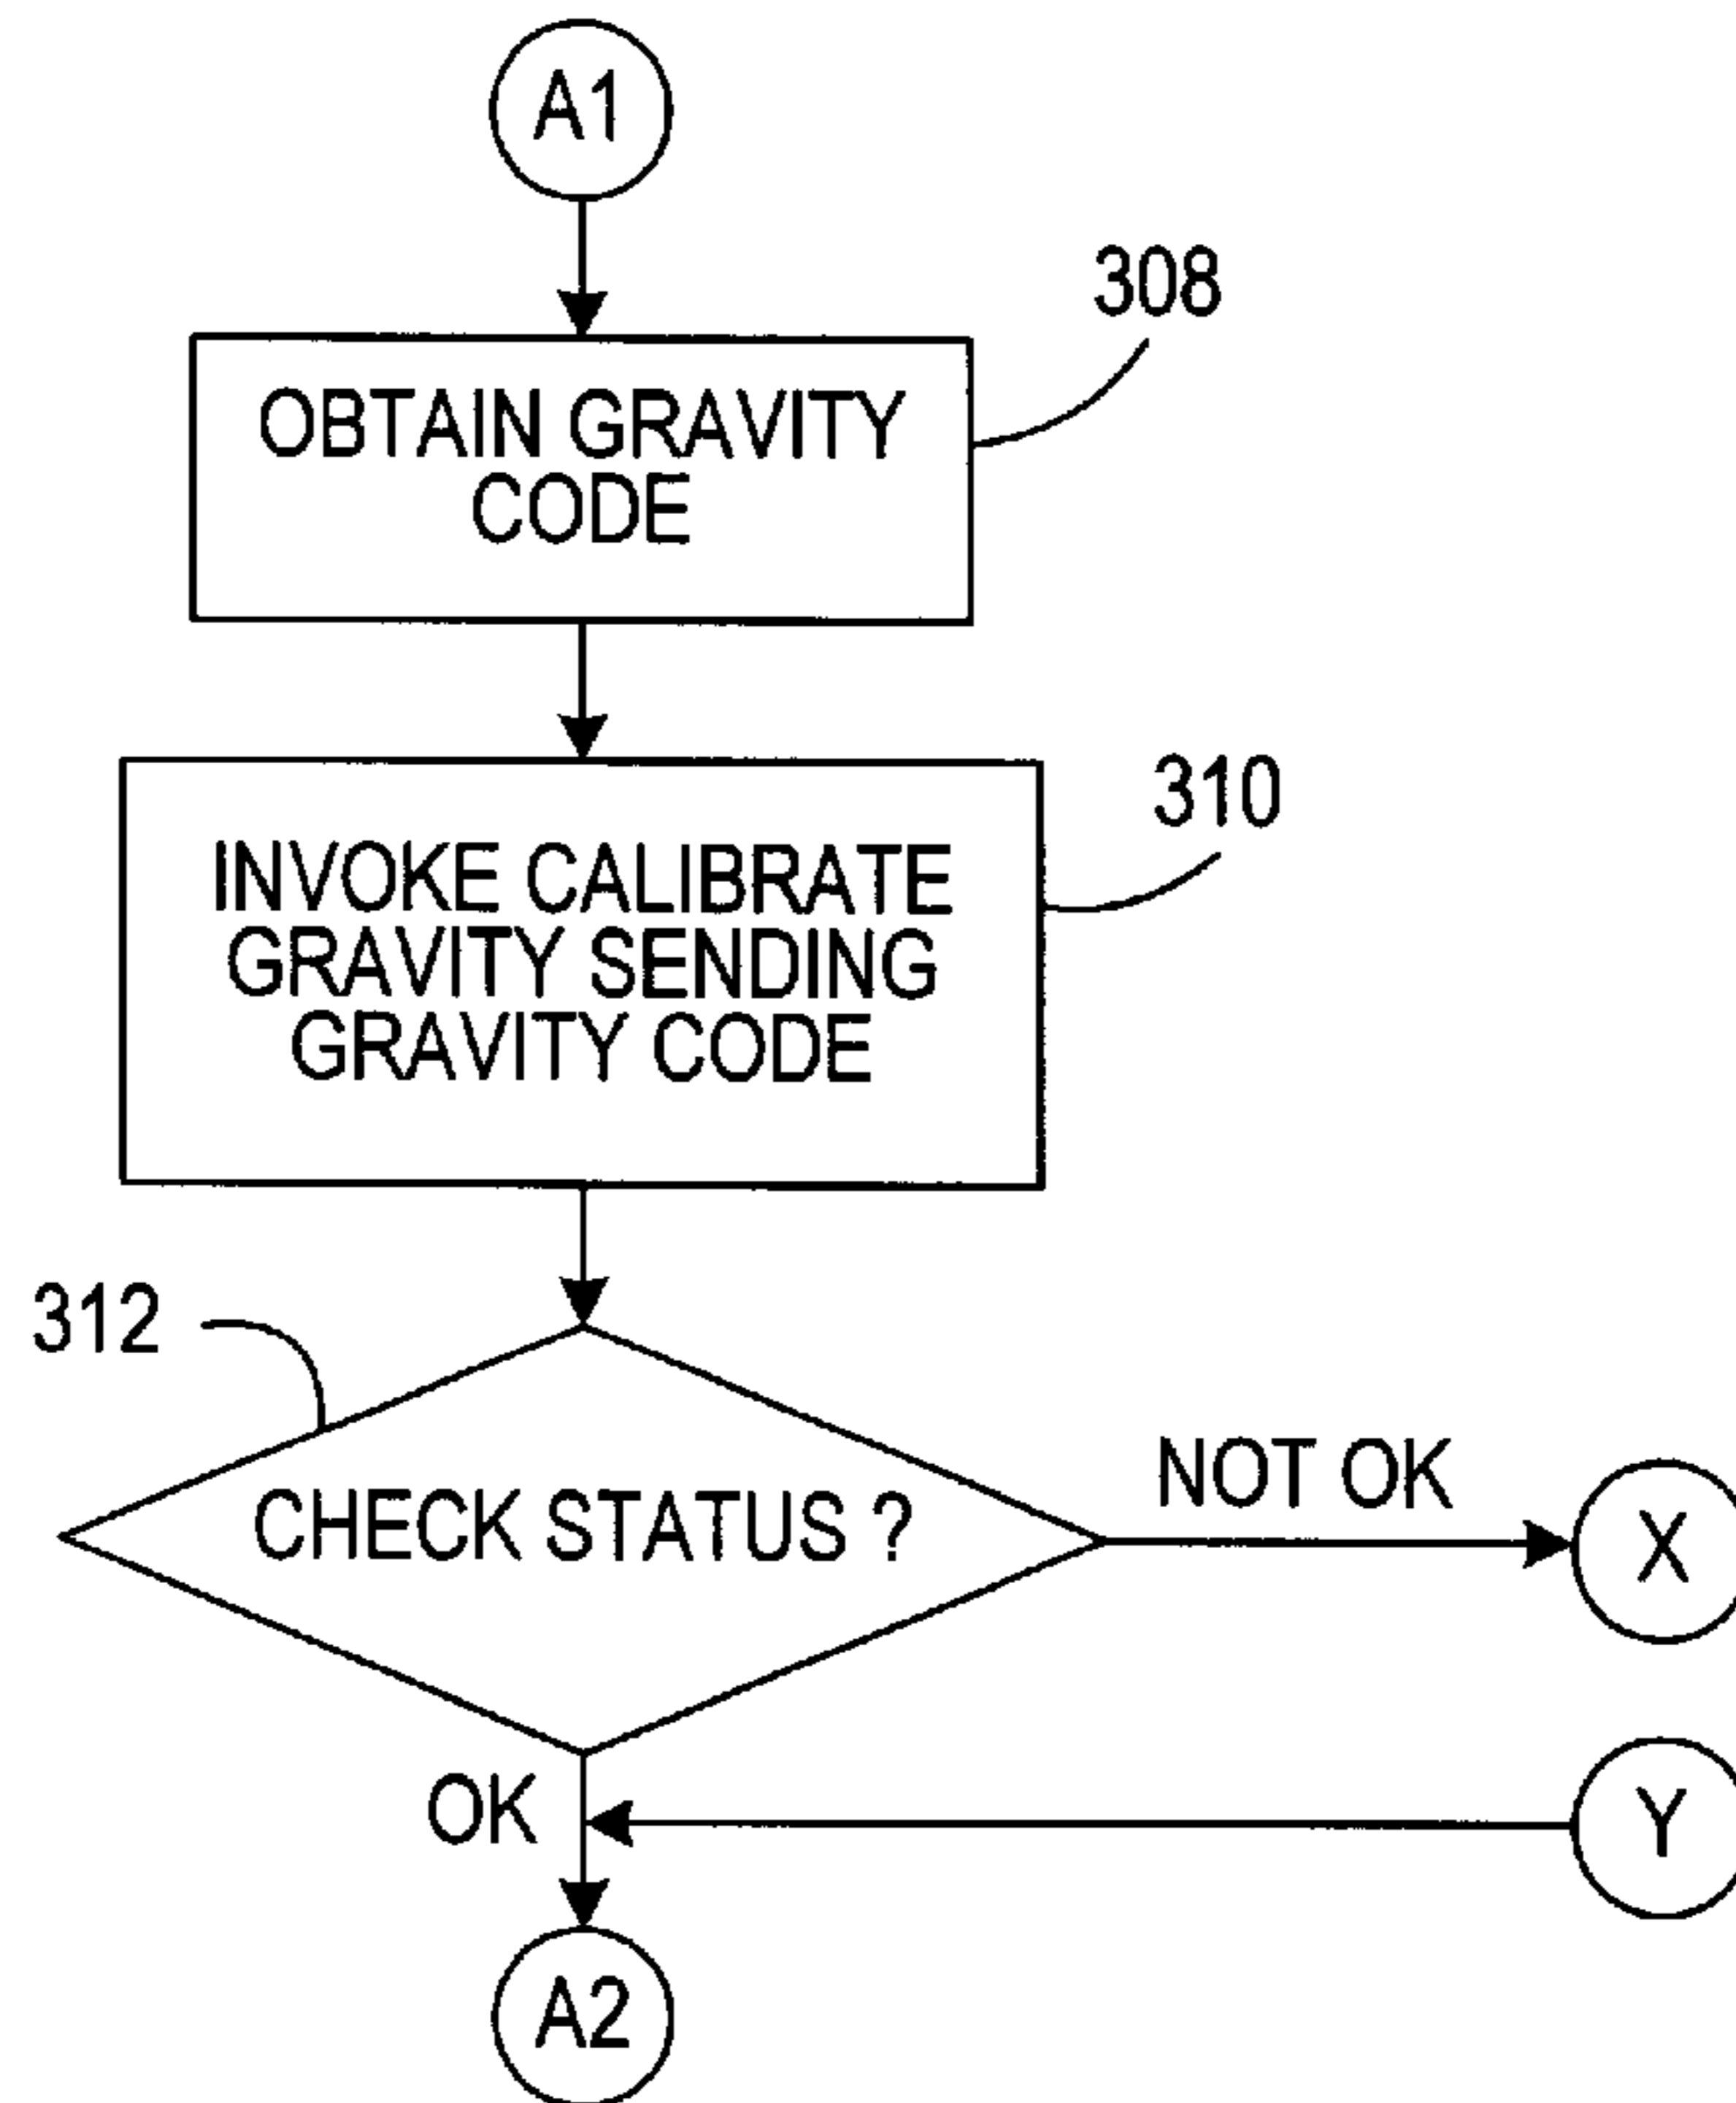 A1
308
OBTAIN GRAVITY
CODE
310
INVOKE CALIBRATE
GRAVITY SENDING
GRAVITY CODE
312
CHECK STATUS ?
NOT OK
X
OK
Y
A2